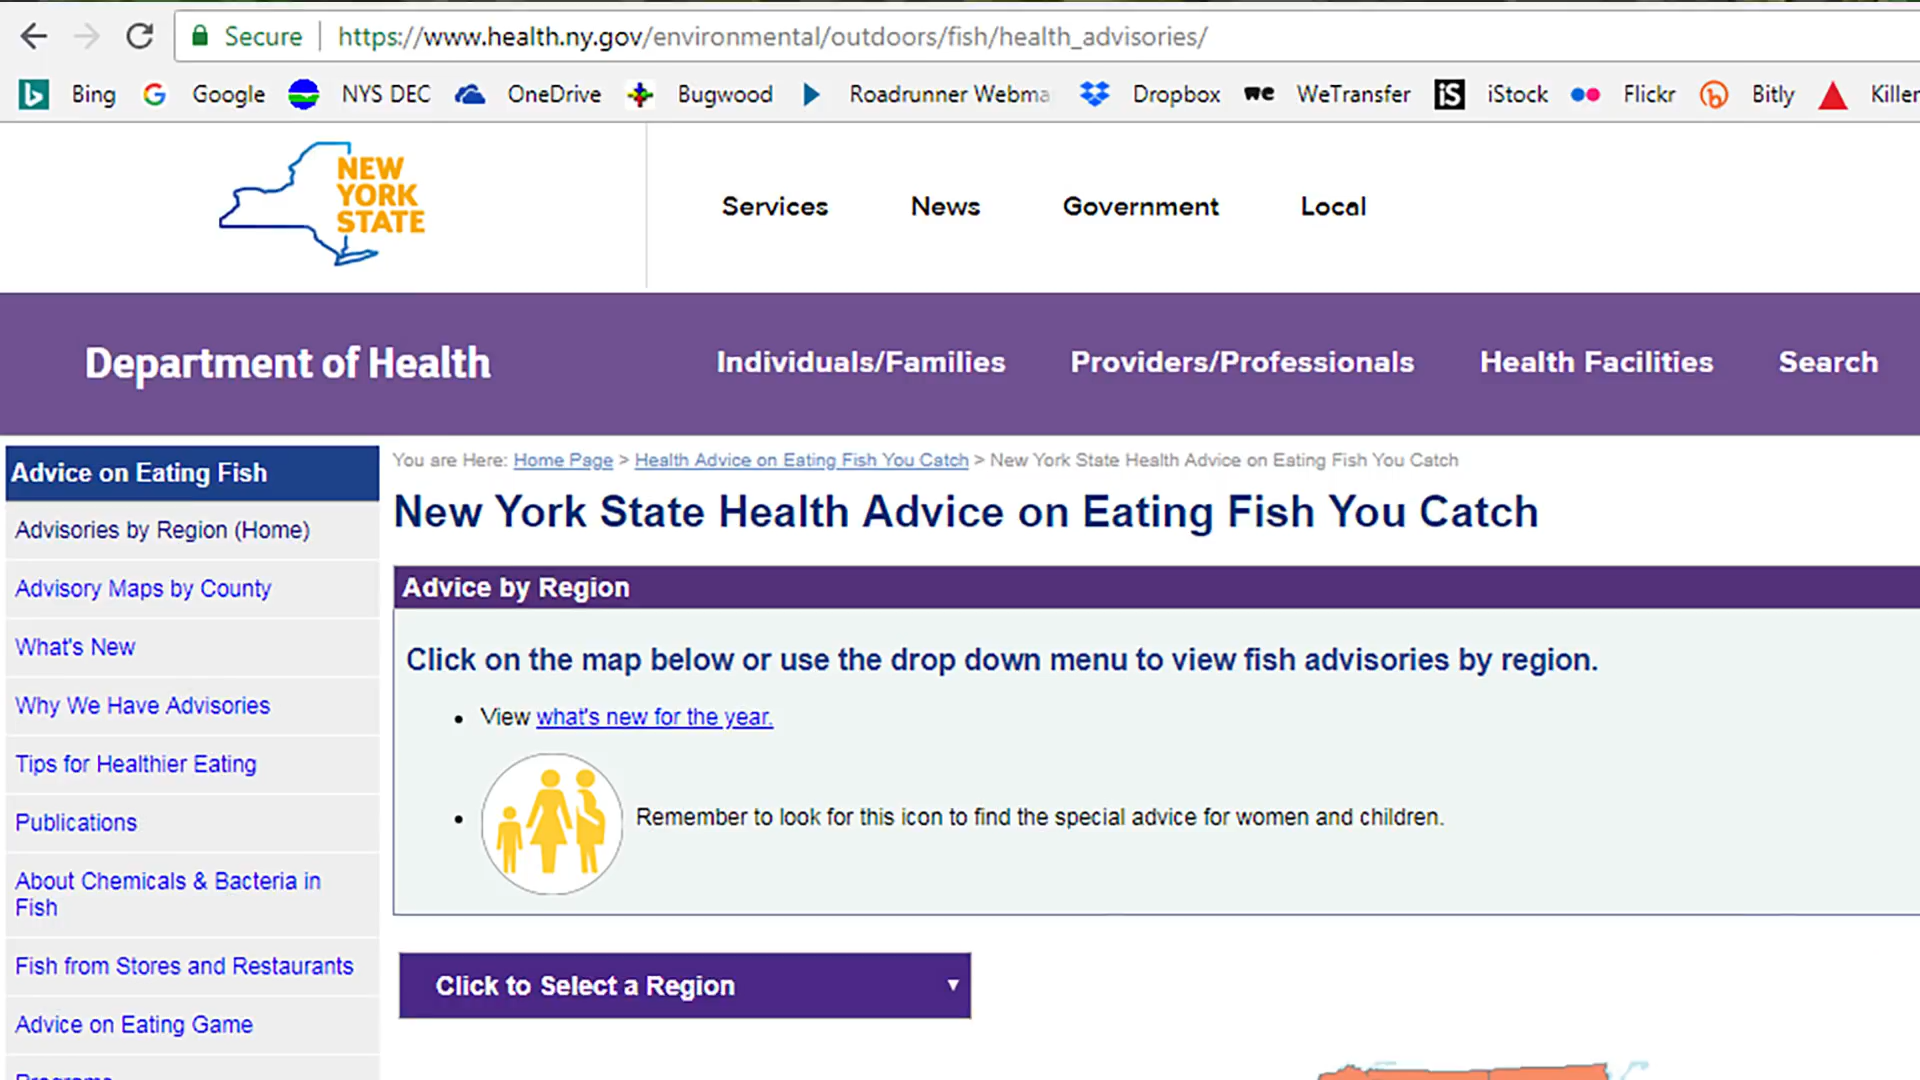 Secure https://www.health.ny.gov/environmental/outdoors/fish/health_advisories/
Bing Google NYS DEC OneDrive Bugwood Roadrunner Webma Dropbox WeTransfer iStock Flickr Bitly Killer
NEW
YORK
STATE
Services News Government Local
Department of Health Individuals/Families Providers/Professionals Health Facilities Search
Advice on Eating Fish
Advisories by Region (Home)
Advisory Maps by County
What's New
Why We Have Advisories
Tips for Healthier Eating
Publications
About Chemicals & Bacteria in
Fish
Fish from Stores and Restaurants
Advice on Eating Game
You are Here: Home Page > Health Advice on Eating Fish You Catch > New York State Health Advice on Eating Fish You Catch
New York State Health Advice on Eating Fish You Catch
Advice by Region
Click on the map below or use the drop down menu to view fish advisories by region.
• View what's new for the year.
• Remember to look for this icon to find the special advice for women and children.
Click to Select a Region